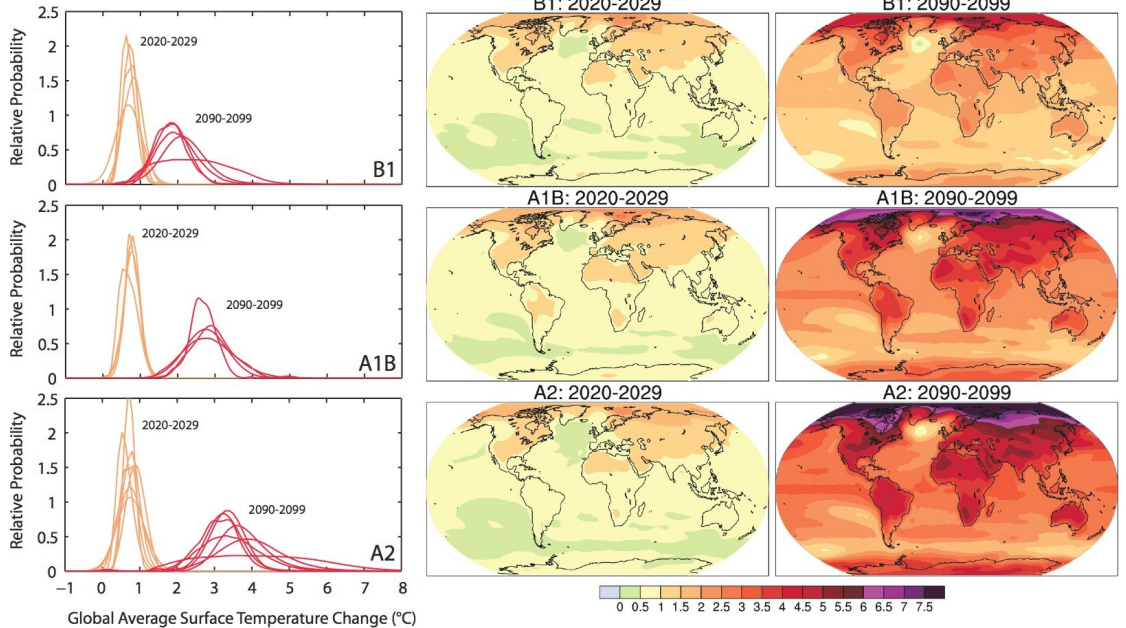 B1: 2020-2029
B1: 2090-2099
2.5
2
1.5
1
0.5
0
Relative Probability
2020-2029
2090-2099
B1
A1B: 2020-2029
A1B: 2090-2099
2.5
2
1.5
1
0.5
0
Relative Probability
2020-2029
2090-2099
A1B
A2: 2020-2029
A2: 2090-2099
2.5
2
1.5
1
0.5
0
Relative Probability
2020-2029
2090-2099
A2
−1 0 1 2 3 4 5 6 7 8
Global Average Surface Temperature Change (°C)
0 0.5 1 1.5 2 2.5 3 3.5 4 4.5 5 5.5 6 6.5 7 7.5